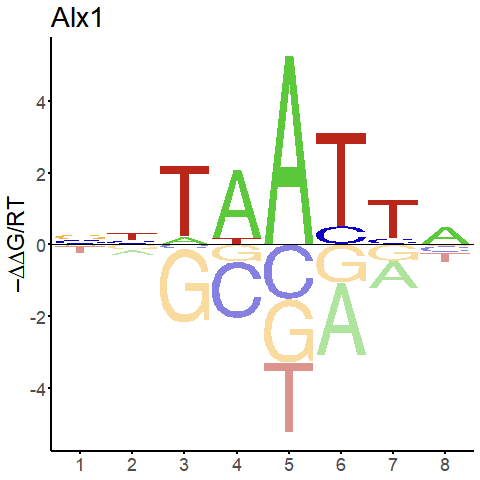 Alx1
−ΔΔG/RT
4
2
0
-2
-4
T A A T T A
A T C
G G C G G
C C G A A
T T
1 2 3 4 5 6 7 8